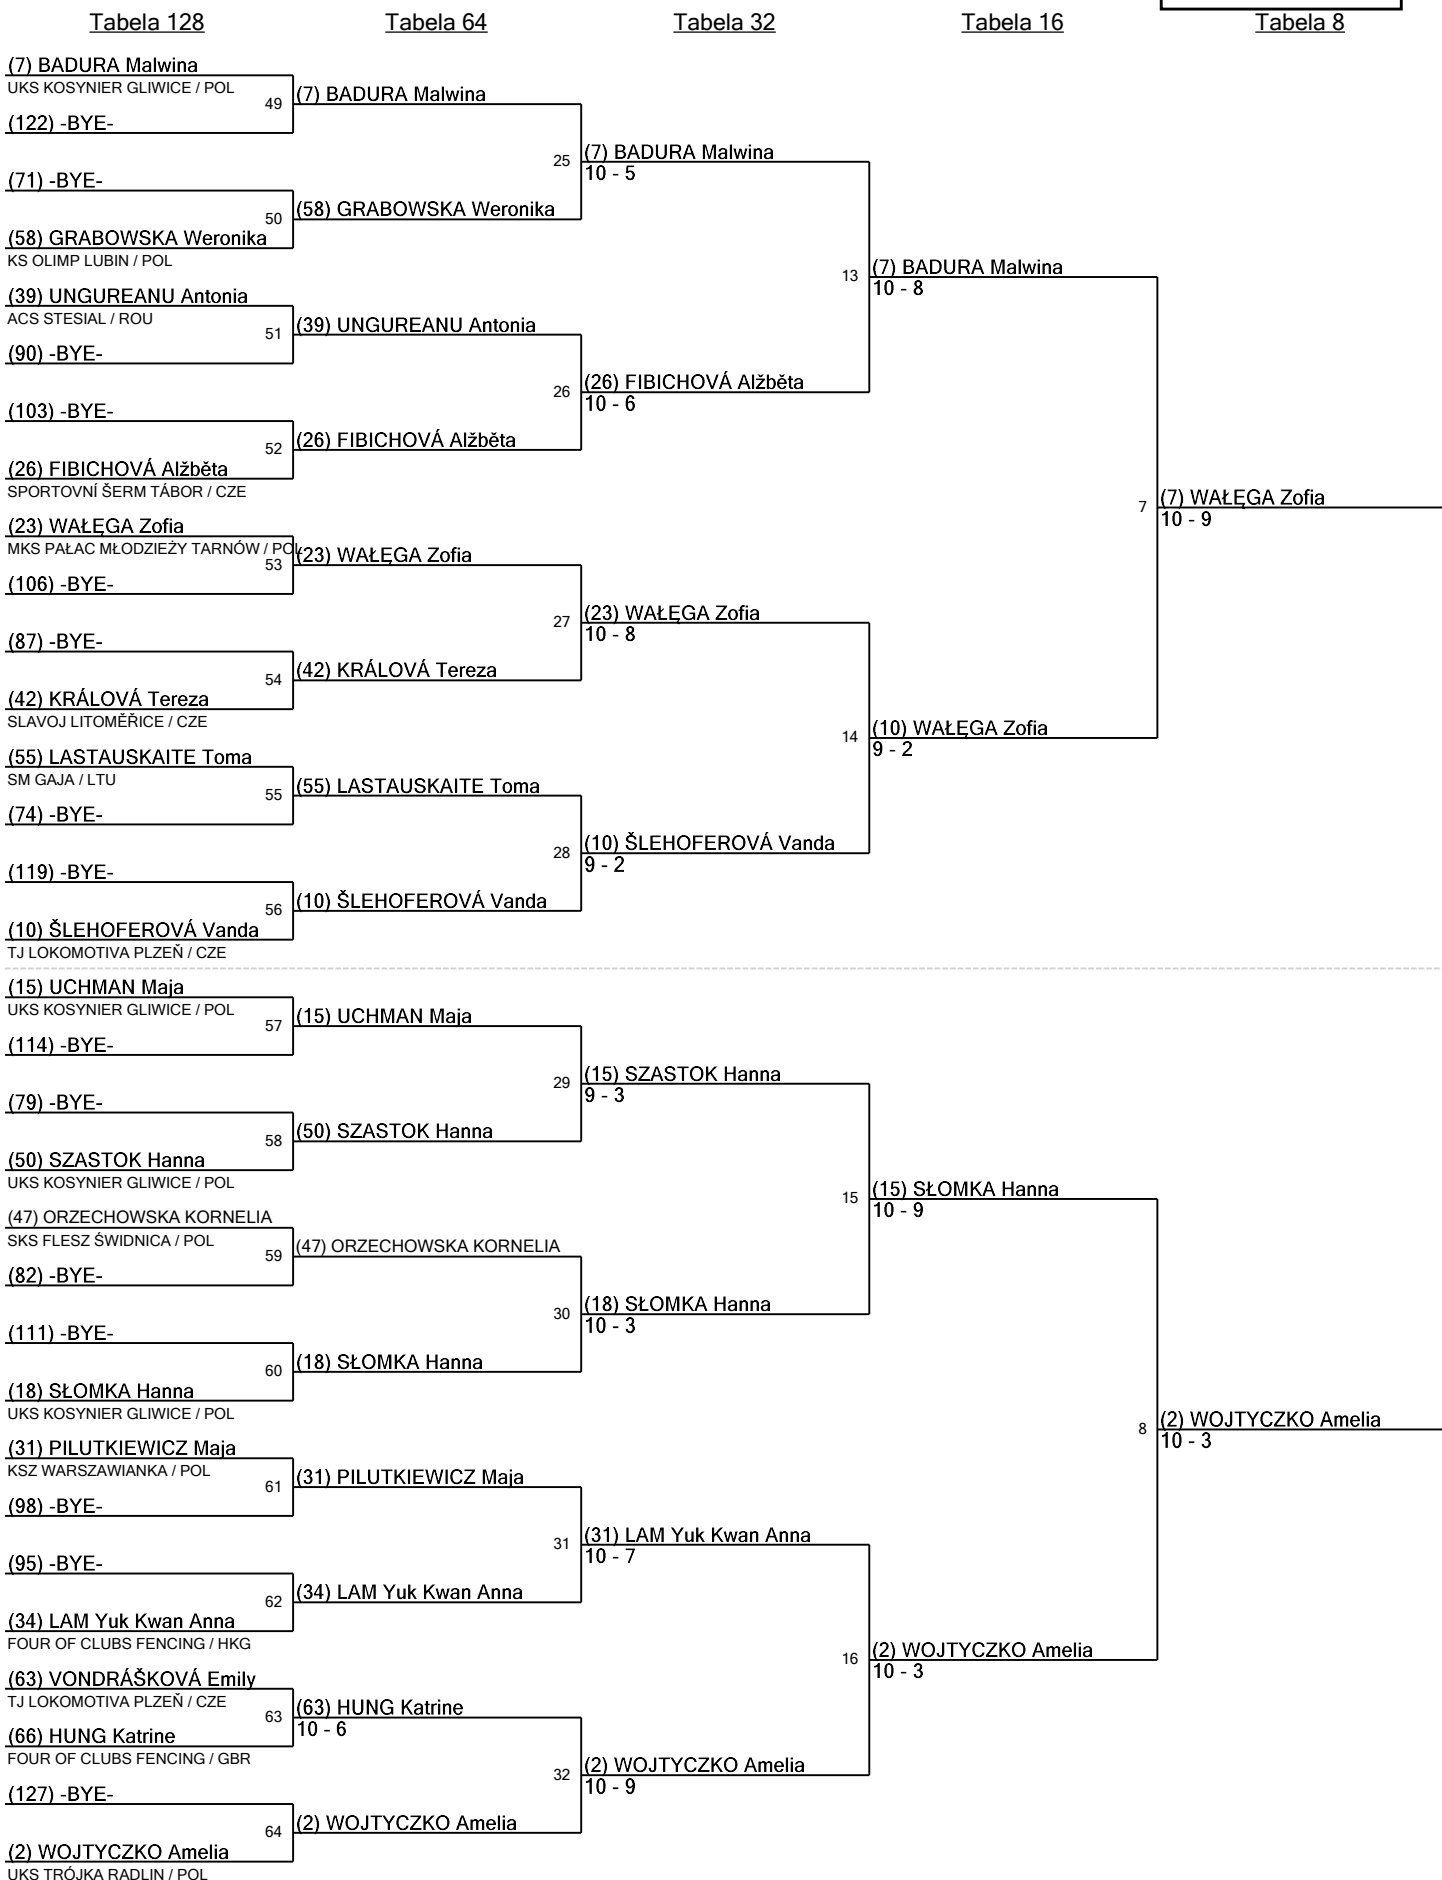 Tabela 128
Tabela 64
Tabela 32
Tabela 16
Tabela 8
(7) BADURA Malwina
UKS KOSYNIER GLIWICE / POL
49
(122) -BYE-
(71) -BYE-
50
(58) GRABOWSKA Weronika
KS OLIMP LUBIN / POL
(39) UNGUREANU Antonia
ACS STESIAL / ROU
51
(90) -BYE-
(103) -BYE-
52
(26) FIBICHOVÁ Alžběta
SPORTOVNÍ ŠERM TÁBOR / CZE
(23) WAŁĘGA Zofia
MKS PAŁAC MŁODZIEŻY TARNÓW / POL
53
(106) -BYE-
(87) -BYE-
54
(42) KRÁLOVÁ Tereza
SLAVOJ LITOMĚŘICE / CZE
(55) LASTAUSKAITE Toma
SM GAJA / LTU
55
(74) -BYE-
(119) -BYE-
56
(10) ŠLEHOFEROVÁ Vanda
TJ LOKOMOTIVA PLZEŇ / CZE
(15) UCHMAN Maja
UKS KOSYNIER GLIWICE / POL
57
(114) -BYE-
(79) -BYE-
58
(50) SZASTOK Hanna
UKS KOSYNIER GLIWICE / POL
(47) ORZECHOWSKA KORNELIA
SKS FLESZ ŚWIDNICA / POL
59
(82) -BYE-
(111) -BYE-
60
(18) SŁOMKA Hanna
UKS KOSYNIER GLIWICE / POL
(31) PILUTKIEWICZ Maja
KSZ WARSZAWIANKA / POL
61
(98) -BYE-
(95) -BYE-
62
(34) LAM Yuk Kwan Anna
FOUR OF CLUBS FENCING / HKG
(63) VONDRÁŠKOVÁ Emily
TJ LOKOMOTIVA PLZEŇ / CZE
63
(66) HUNG Katrine
FOUR OF CLUBS FENCING / GBR
(127) -BYE-
64
(2) WOJTYCZKO Amelia
UKS TRÓJKA RADLIN / POL
(7) BADURA Malwina
25
(58) GRABOWSKA Weronika
(39) UNGUREANU Antonia
26
(26) FIBICHOVÁ Alžběta
(23) WAŁĘGA Zofia
27
(42) KRÁLOVÁ Tereza
(55) LASTAUSKAITE Toma
28
(10) ŠLEHOFEROVÁ Vanda
(15) UCHMAN Maja
29
(50) SZASTOK Hanna
(47) ORZECHOWSKA KORNELIA
30
(18) SŁOMKA Hanna
(31) PILUTKIEWICZ Maja
31
(34) LAM Yuk Kwan Anna
(63) HUNG Katrine
10 - 6
32
(2) WOJTYCZKO Amelia
(7) BADURA Malwina
10 - 5
13
(26) FIBICHOVÁ Alžběta
10 - 6
(23) WAŁĘGA Zofia
10 - 8
14
(10) ŠLEHOFEROVÁ Vanda
9 - 2
(15) SZASTOK Hanna
9 - 3
15
(18) SŁOMKA Hanna
10 - 3
(31) LAM Yuk Kwan Anna
10 - 7
16
(2) WOJTYCZKO Amelia
10 - 9
(7) BADURA Malwina
10 - 8
7
(10) WAŁĘGA Zofia
9 - 2
(15) SŁOMKA Hanna
10 - 9
8
(2) WOJTYCZKO Amelia
10 - 3
(7) WAŁĘGA Zofia
10 - 9
(2) WOJTYCZKO Amelia
10 - 3